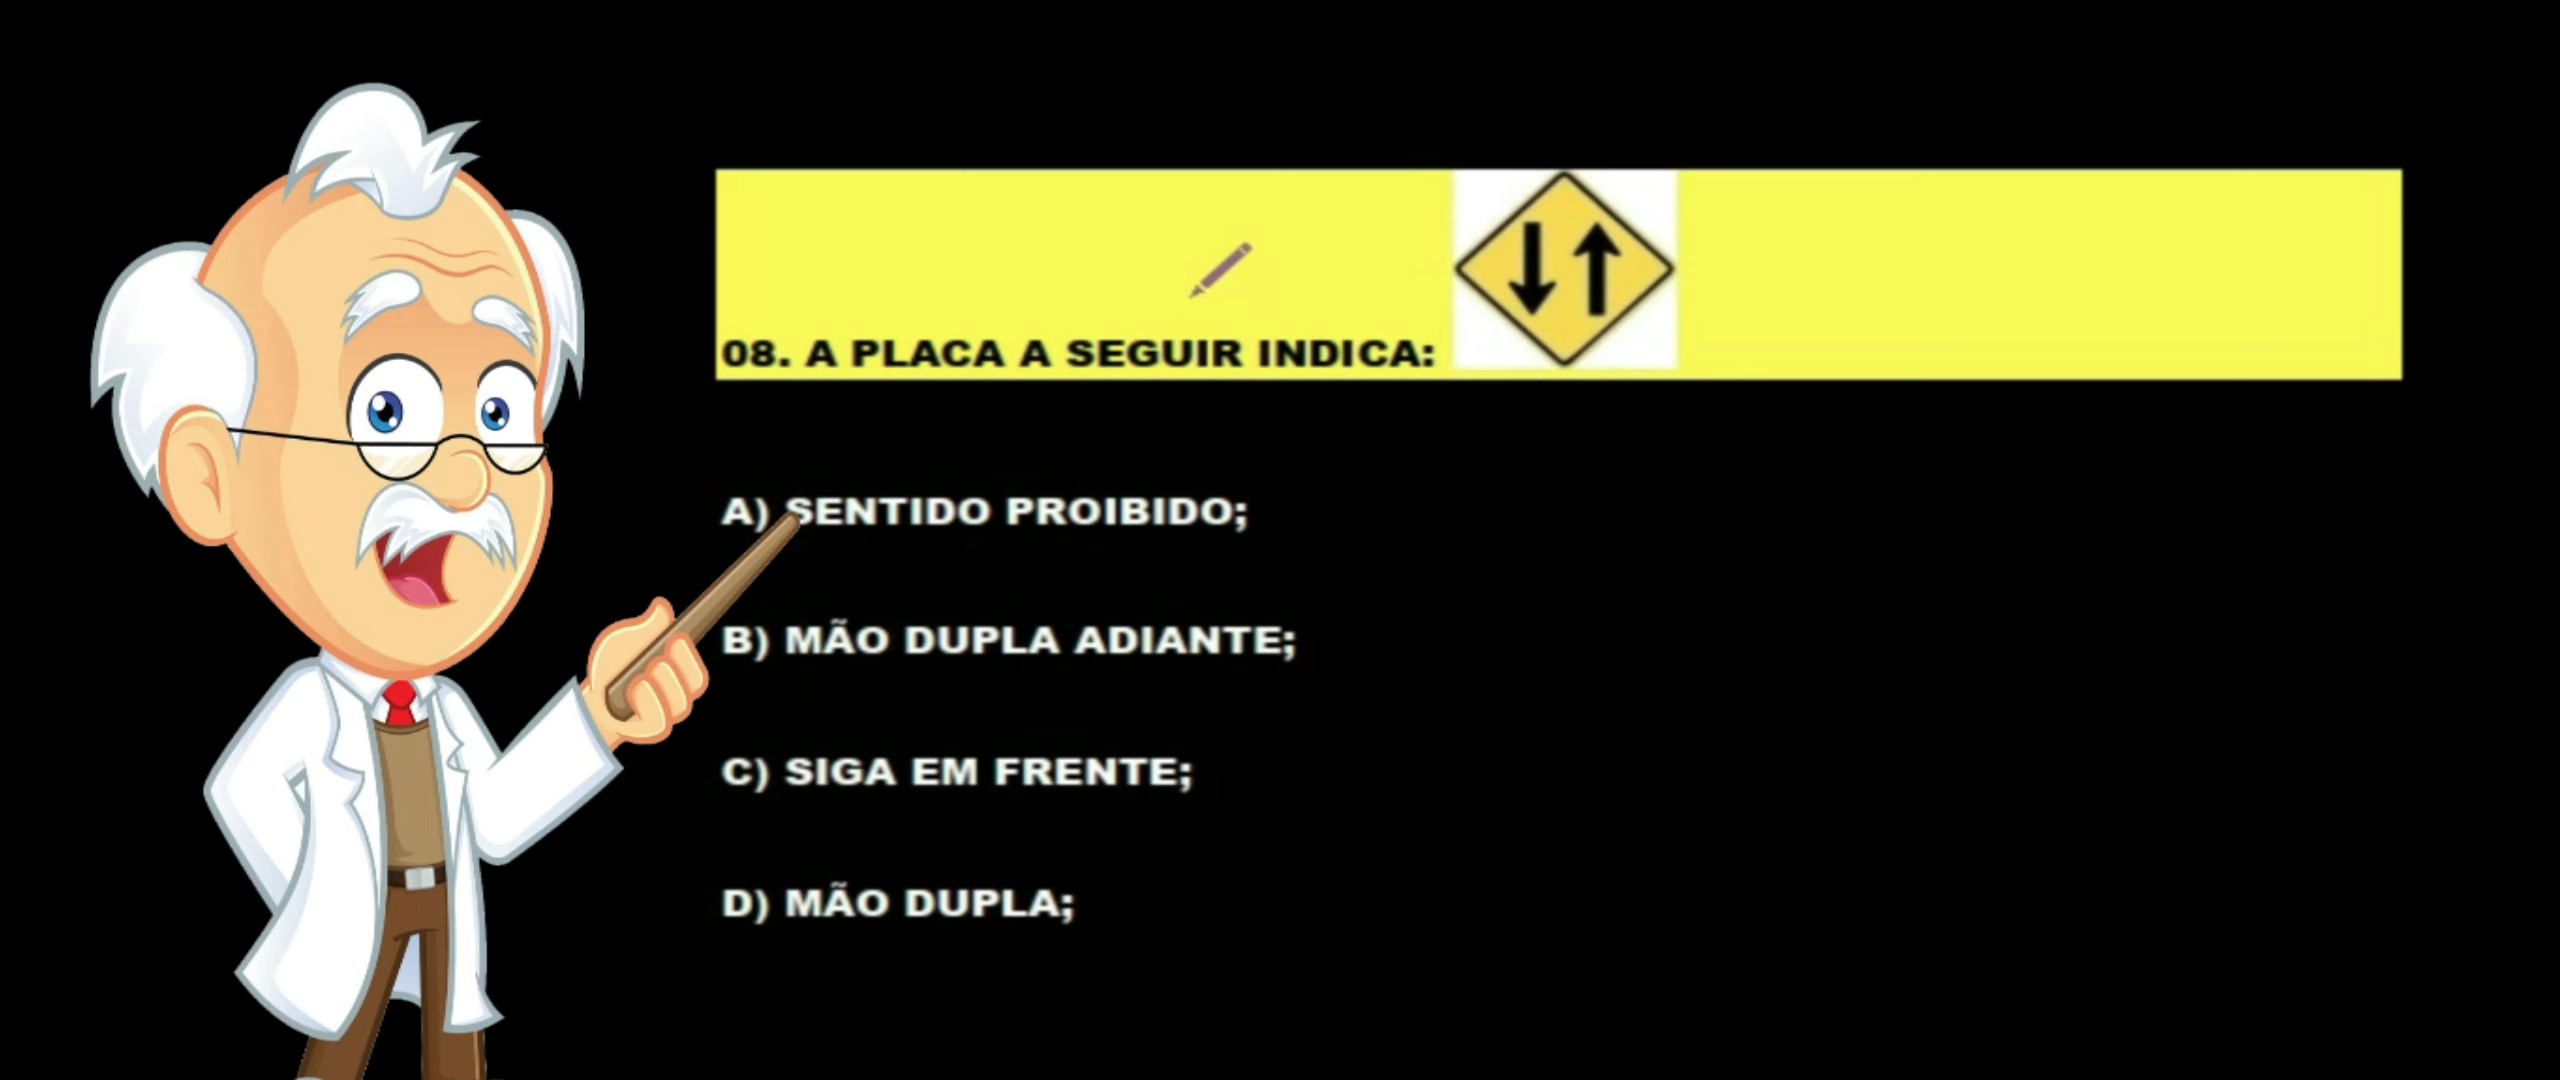 08. A PLACA A SEGUIR INDICA:
A) SENTIDO PROIBIDO;
B) MÃO DUPLA ADIANTE;
C) SIGA EM FRENTE;
D) MÃO DUPLA;